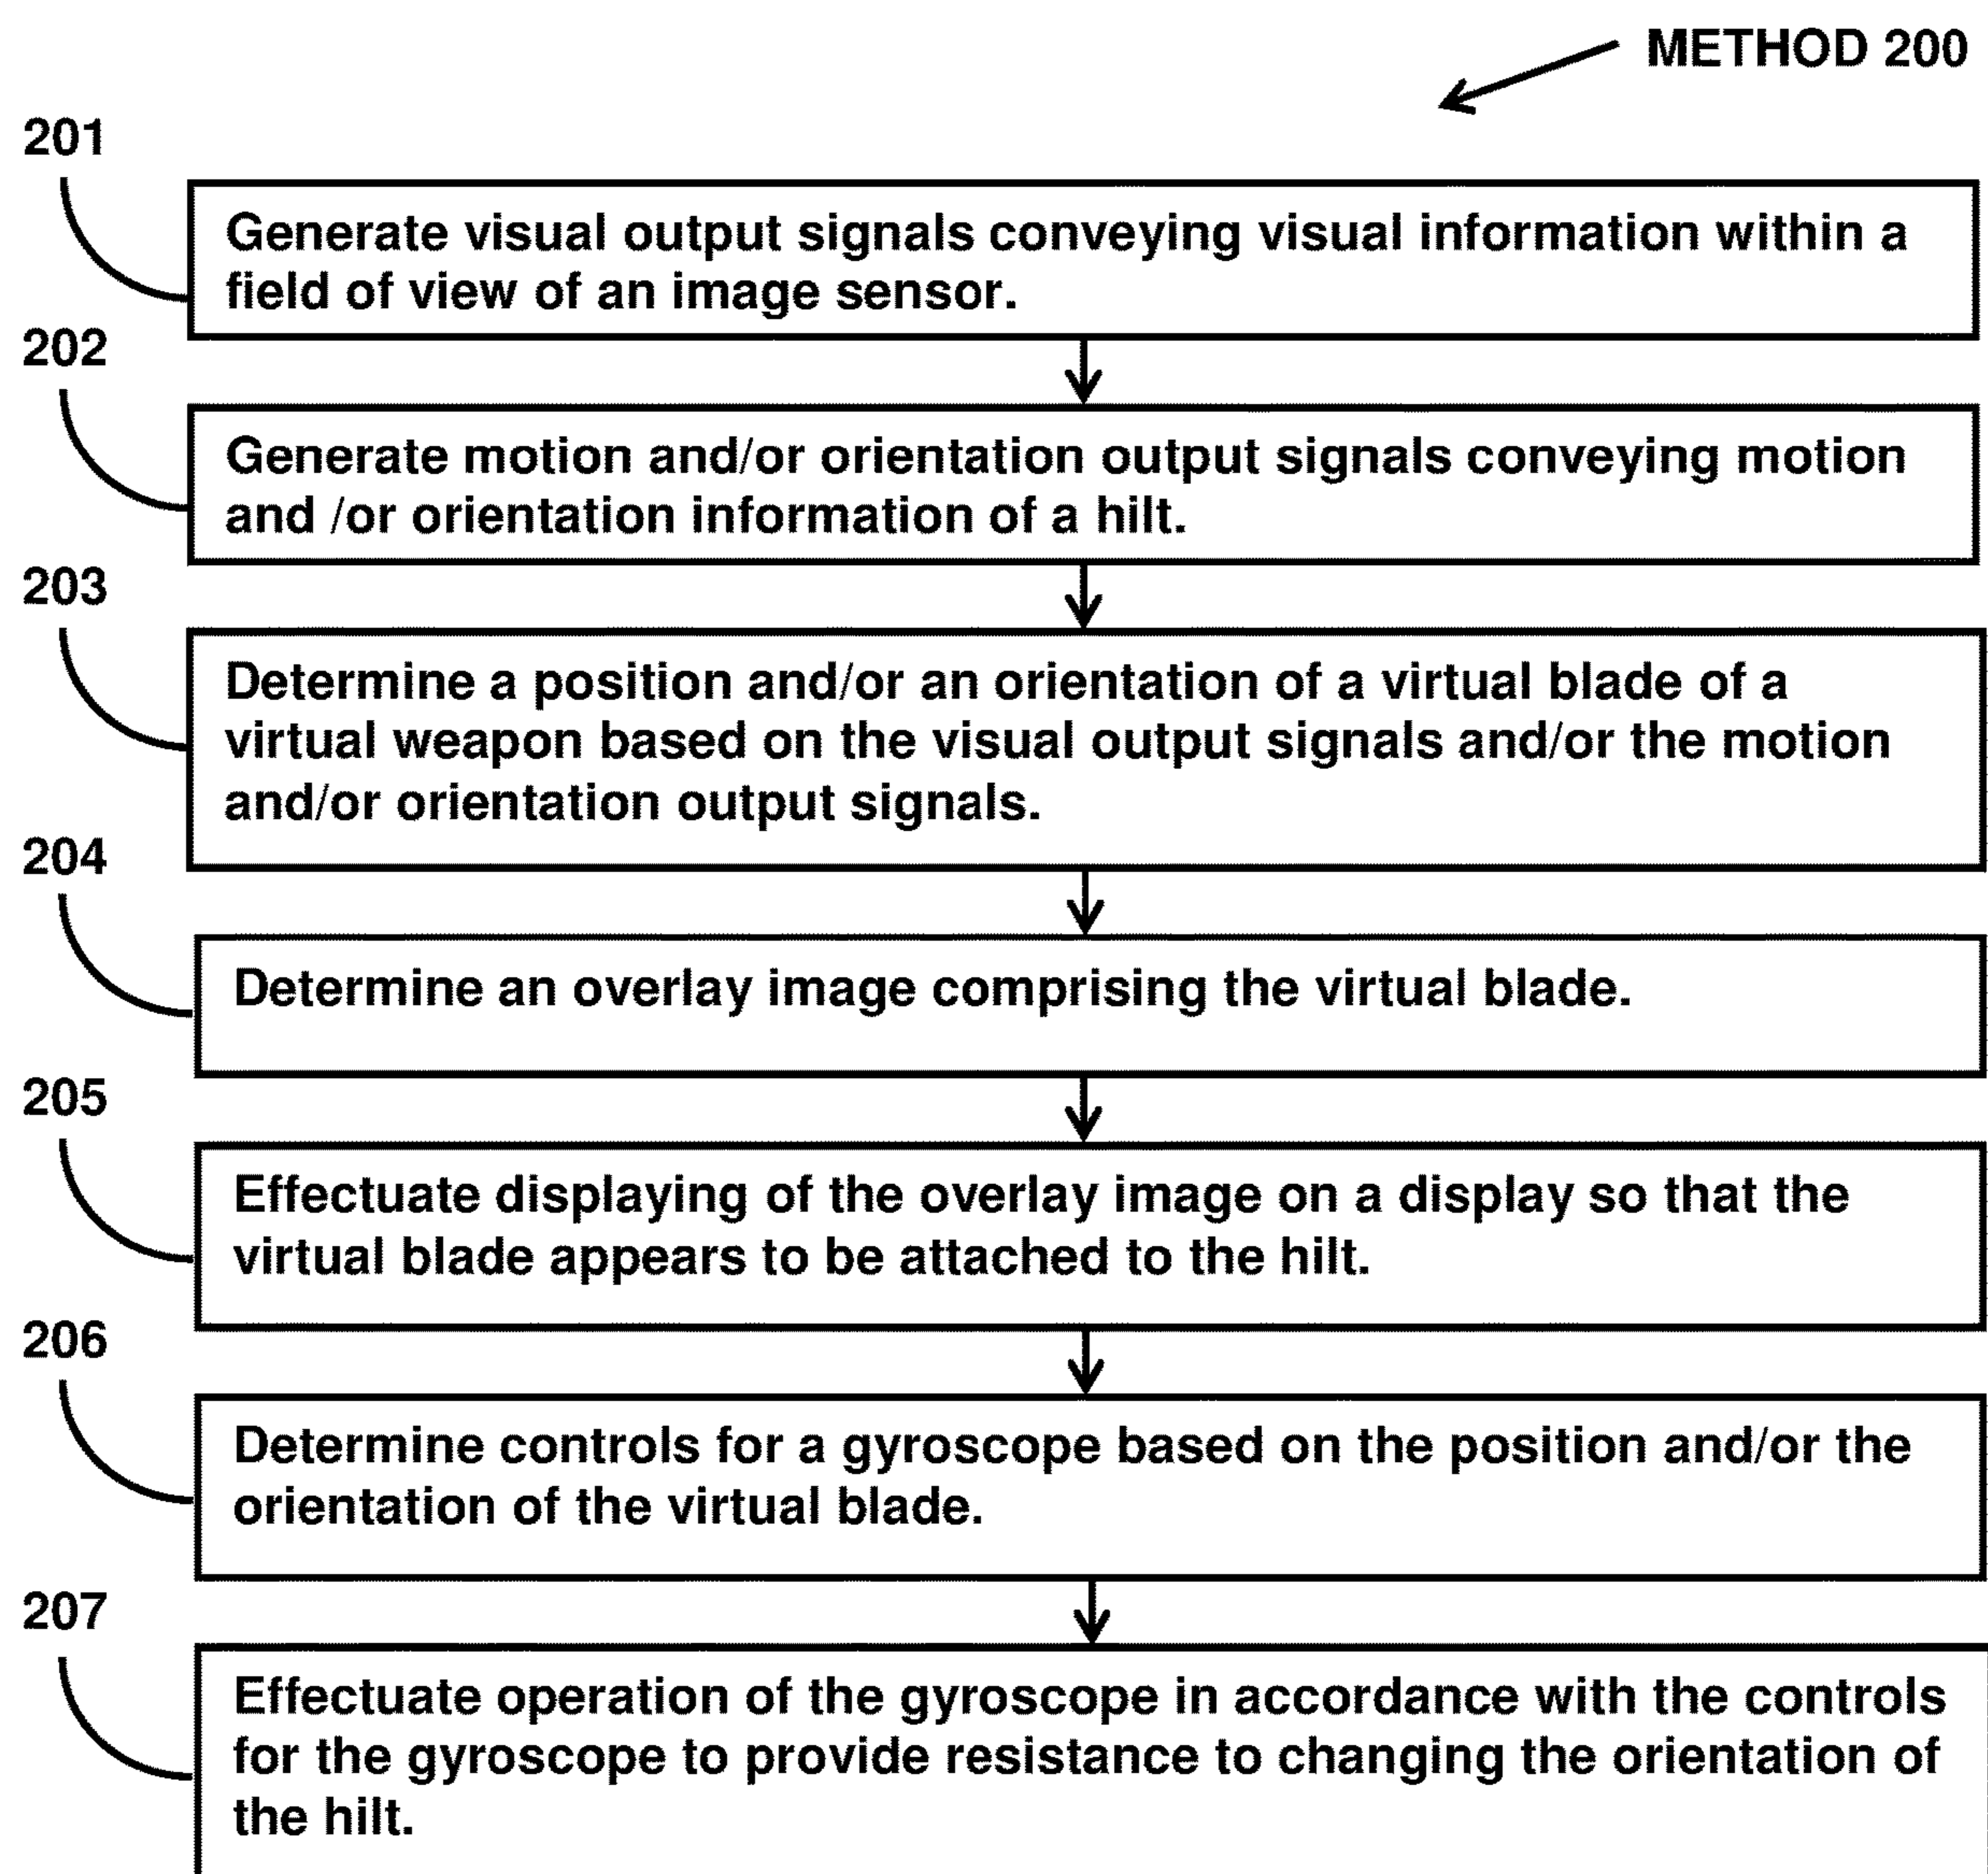 METHOD 200
201
Generate visual output signals conveying visual information within a
field of view of an image sensor.
202
Generate motion and/or orientation output signals conveying motion
and /or orientation information of a hilt.
203
Determine a position and/or an orientation of a virtual blade of a
virtual weapon based on the visual output signals and/or the motion
and/or orientation output signals.
204
Determine an overlay image comprising the virtual blade.
205
Effectuate displaying of the overlay image on a display so that the
virtual blade appears to be attached to the hilt.
206
Determine controls for a gyroscope based on the position and/or the
orientation of the virtual blade.
207
Effectuate operation of the gyroscope in accordance with the controls
for the gyroscope to provide resistance to changing the orientation of
the hilt.